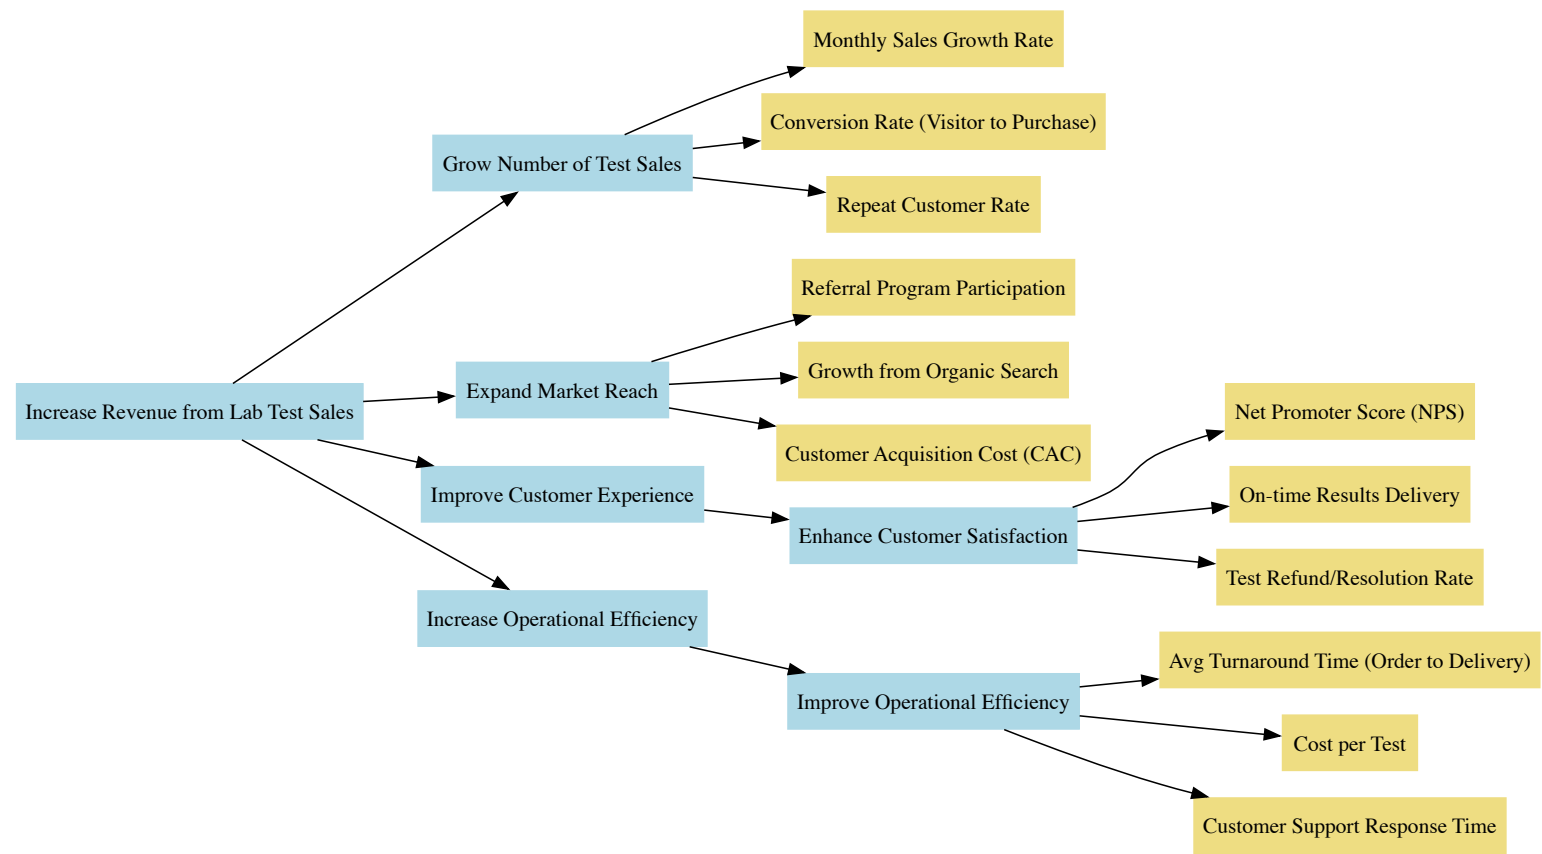 Increase Revenue from Lab Test Sales
Grow Number of Test Sales
Monthly Sales Growth Rate
Conversion Rate (Visitor to Purchase)
Repeat Customer Rate
Expand Market Reach
Referral Program Participation
Growth from Organic Search
Customer Acquisition Cost (CAC)
Improve Customer Experience
Enhance Customer Satisfaction
Net Promoter Score (NPS)
On-time Results Delivery
Test Refund/Resolution Rate
Increase Operational Efficiency
Improve Operational Efficiency
Avg Turnaround Time (Order to Delivery)
Cost per Test
Customer Support Response Time